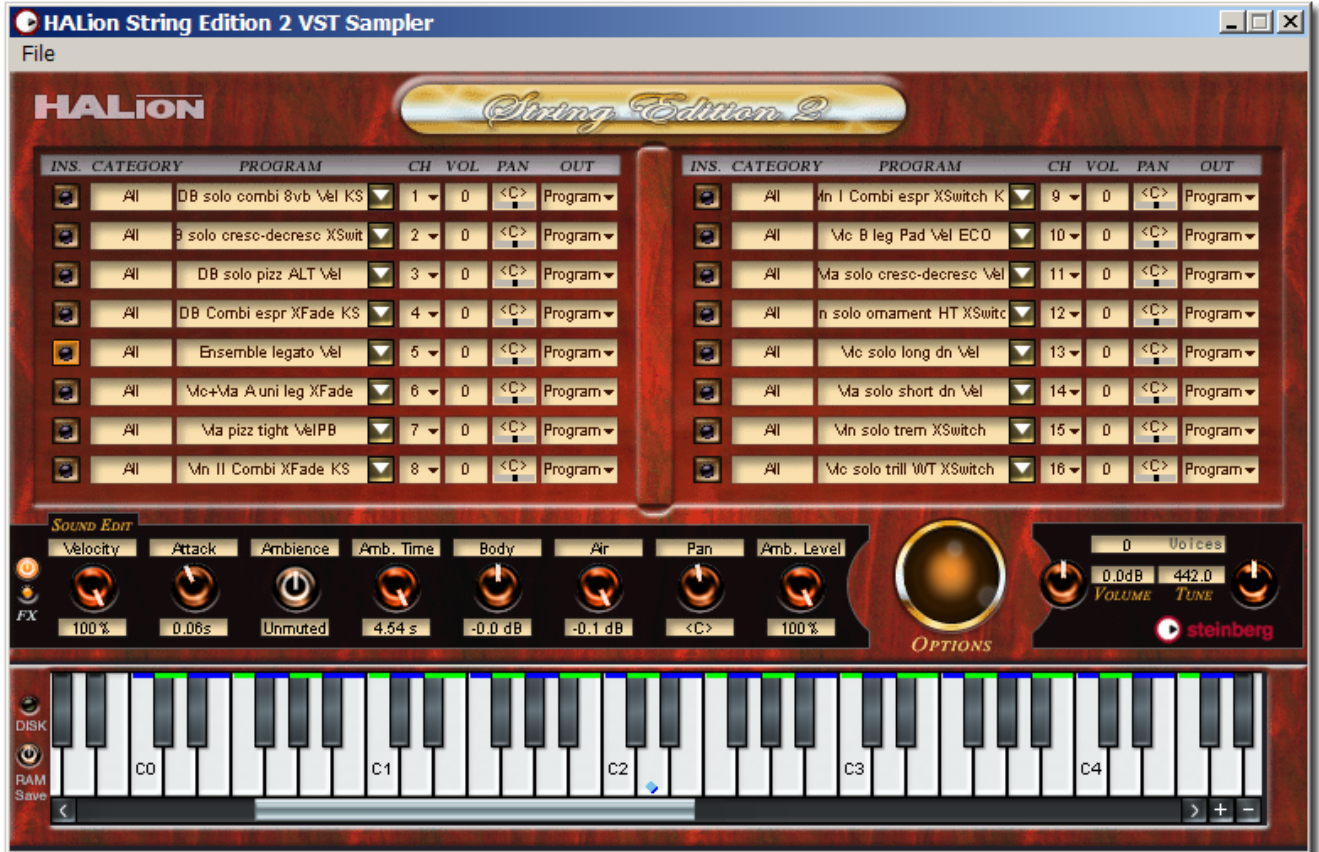 HALion String Edition 2 VST Sampler
File
HALION
String Edition 2
INS. CATEGORY PROGRAM CH VOL PAN OUT
All DB solo combi 8vb Vel KS 1 0 <C> Program
All B solo cresc-decresc XSwit 2 0 <C> Program
All DB solo pizz ALT Vel 3 0 <C> Program
All DB Combi espr XFade KS 4 0 <C> Program
All Ensemble legato Vel 5 0 <C> Program
All Vc+Va A uni leg XFade 6 0 <C> Program
All Va pizz tight VelPB 7 0 <C> Program
All Vn II Combi XFade KS 8 0 <C> Program
INS. CATEGORY PROGRAM CH VOL PAN OUT
All Vn I Combi espr XSwitch K 9 0 <C> Program
All Vc B leg Pad Vel ECO 10 0 <C> Program
All Va solo cresc-decresc Vel 11 0 <C> Program
All n solo ornament HT XSwitc 12 0 <C> Program
All Vc solo long dn Vel 13 0 <C> Program
All Va solo short dn Vel 14 0 <C> Program
All Vn solo trem XSwitch 15 0 <C> Program
All Vc solo trill WT XSwitch 16 0 <C> Program
SOUND EDIT
Velocity Attack Ambience Amb. Time Body Air Pan Amb. Level
FX
100% 0.06s Unmuted 4.54 s -0.0 dB -0.1 dB <C> 100%
OPTIONS
0 Voices
0.0dB 442.0
VOLUME TUNE
steinberg
DISK
RAM
Save
C0 C1 C2 C3 C4